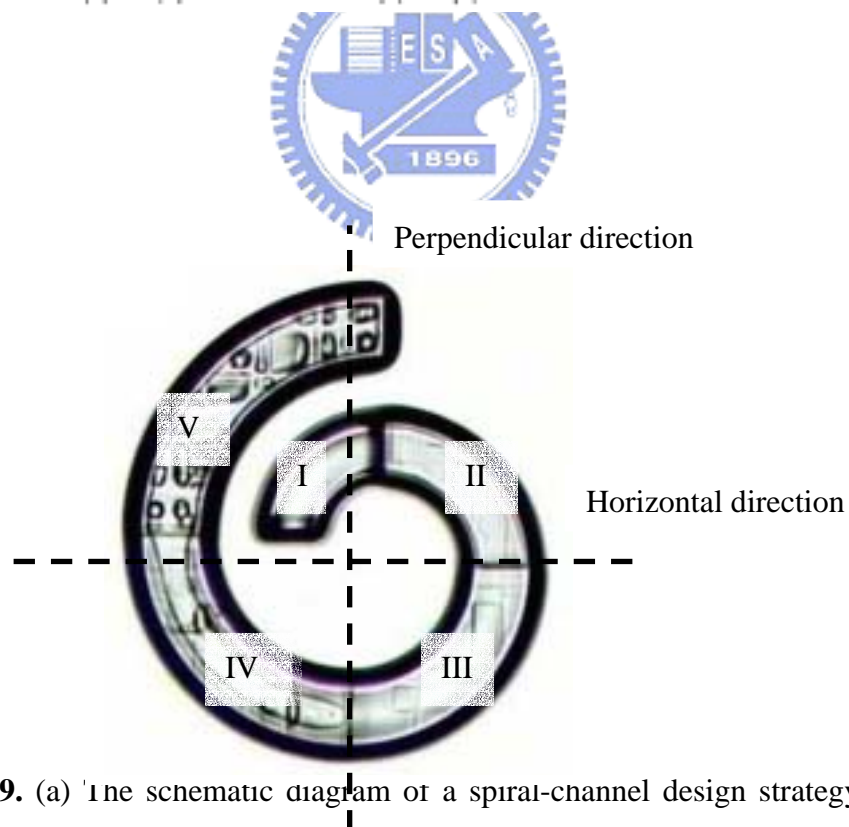 E S A
1896
Perpendicular direction
V
I
II
Horizontal direction
IV
III
9. (a) The schematic diagram of a spiral-channel design strategy